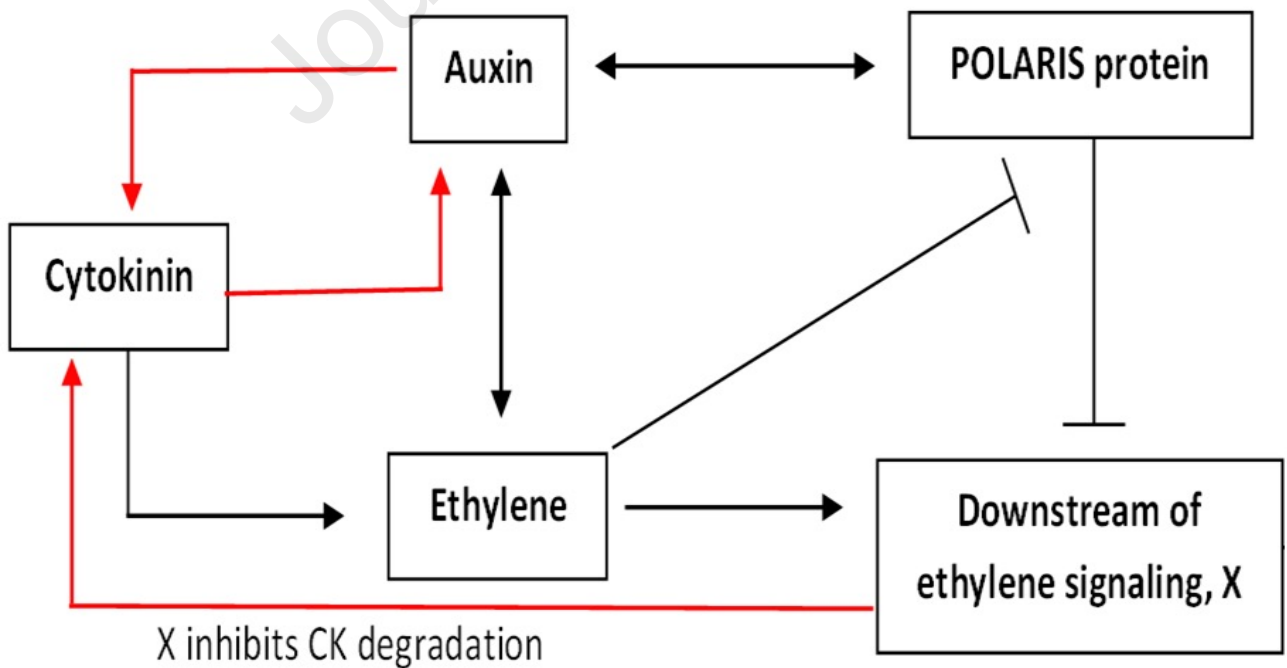 Auxin
POLARIS protein
Cytokinin
Ethylene
Downstream of
ethylene signaling, X
X inhibits CK degradation